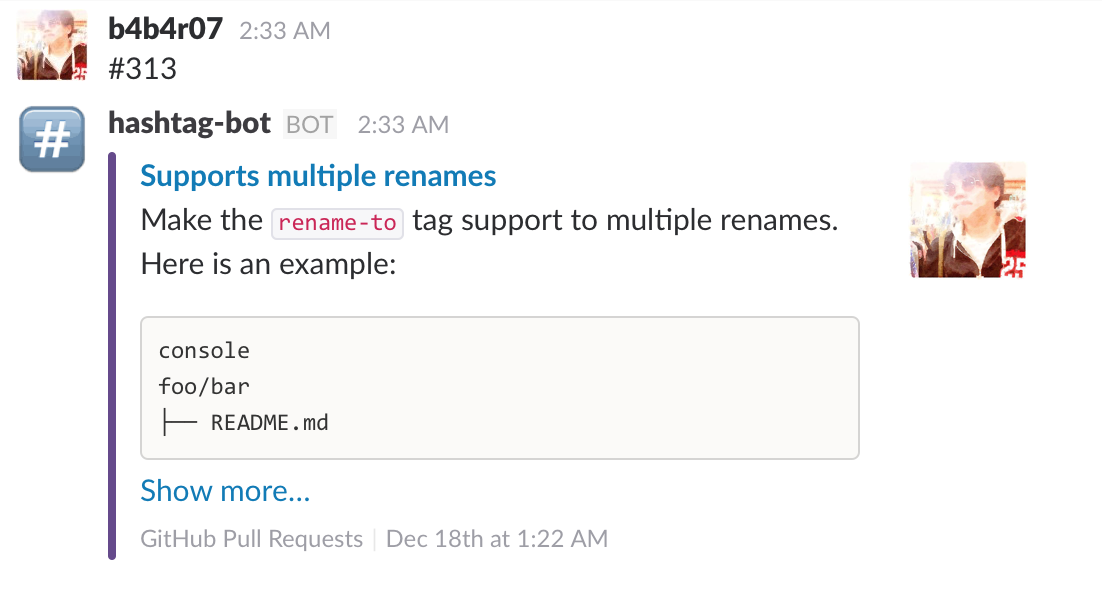 b4b4r07 2:33 AM
#313
hashtag-bot BOT 2:33 AM
Supports multiple renames
Make the rename-to tag support to multiple renames.
Here is an example:
console
foo/bar
├── README.md
Show more...
GitHub Pull Requests | Dec 18th at 1:22 AM